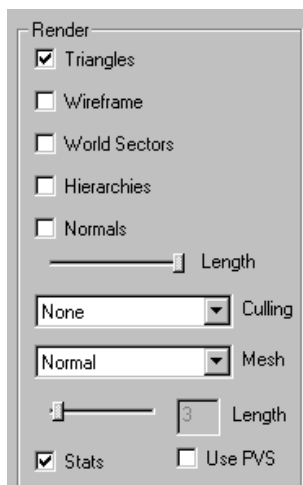 Render
Triangles
Wireframe
World Sectors
Hierarchies
Normals
Length
None Culling
Normal Mesh
3 Length
Stats Use PVS